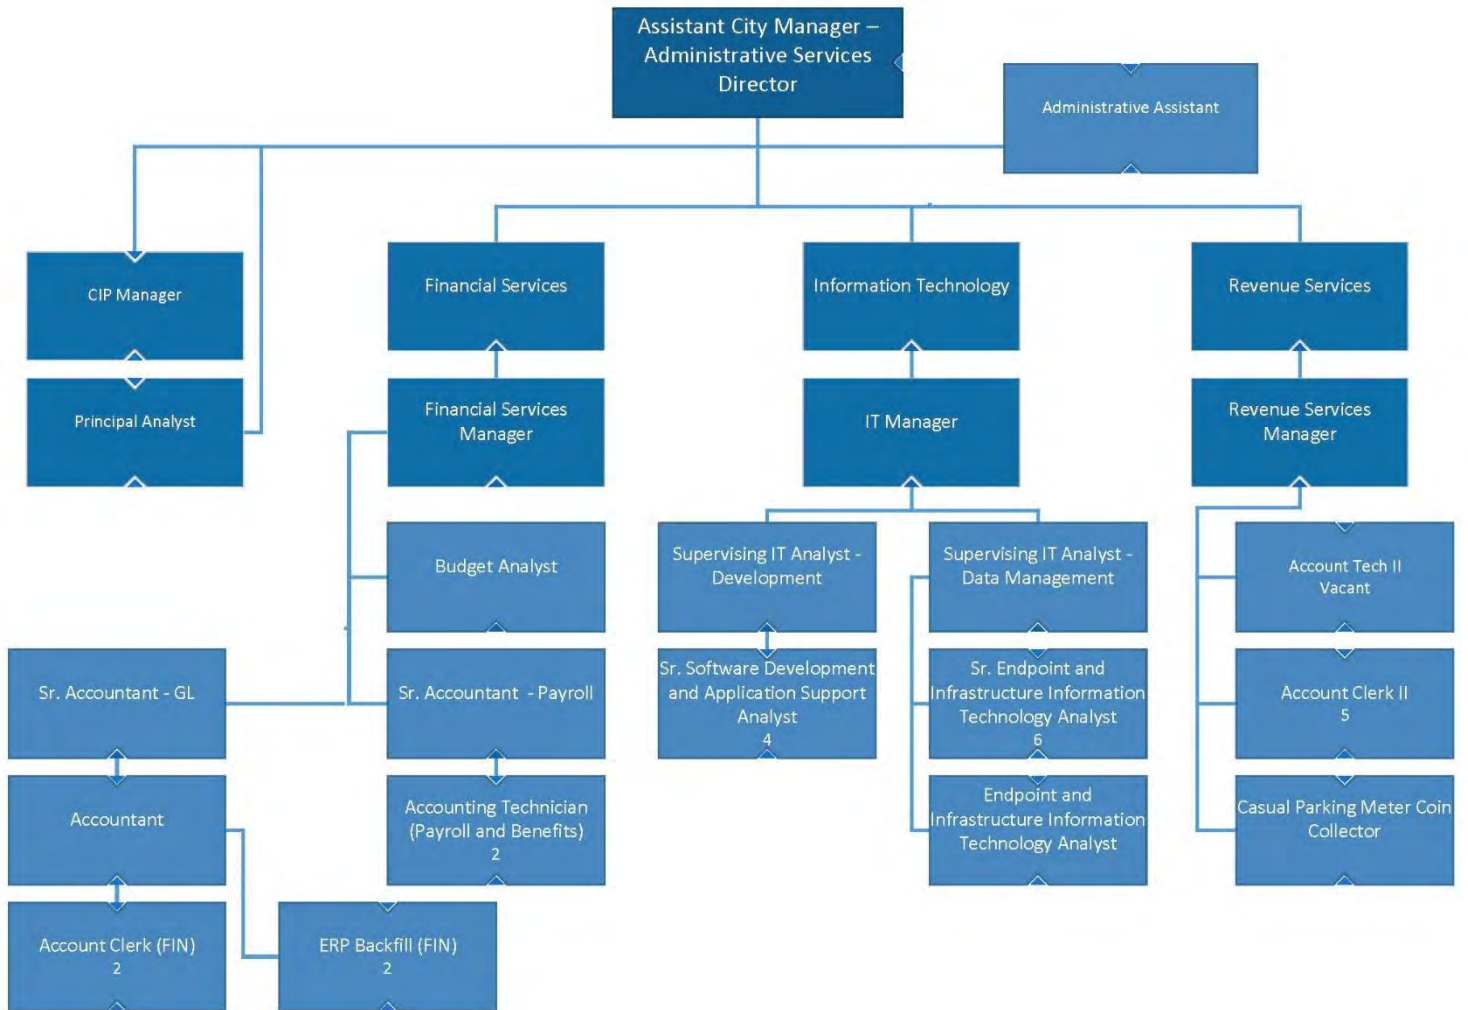 Assistant City Manager –
Administrative Services
Director
Administrative Assistant
CIP Manager
Financial Services
Information Technology
Revenue Services
Principal Analyst
Financial Services
Manager
IT Manager
Revenue Services
Manager
Budget Analyst
Supervising IT Analyst -
Development
Supervising IT Analyst -
Data Management
Account Tech II
Vacant
Sr. Accountant - GL
Sr. Accountant - Payroll
Sr. Software Development
and Application Support
Analyst
4
Sr. Endpoint and
Infrastructure Information
Technology Analyst
6
Account Clerk II
5
Accountant
Accounting Technician
(Payroll and Benefits)
2
Endpoint and
Infrastructure Information
Technology Analyst
Casual Parking Meter Coin
Collector
Account Clerk (FIN)
2
ERP Backfill (FIN)
2